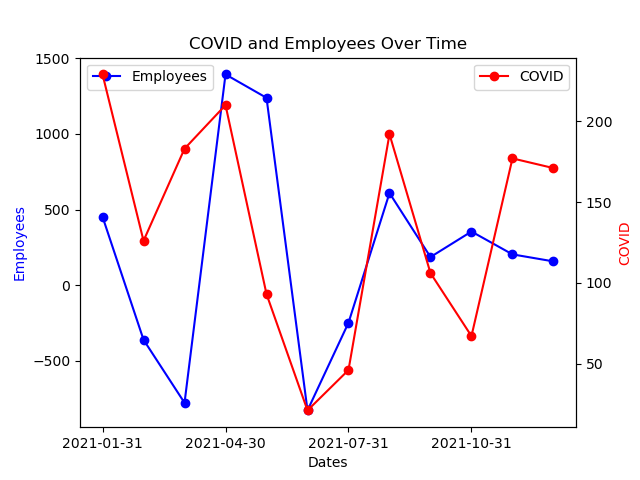 COVID and Employees Over Time
Employees
COVID
1500
1000
500
0
−500
Employees
200
150
100
50
COVID
2021-01-31
2021-04-30
2021-07-31
2021-10-31
Dates